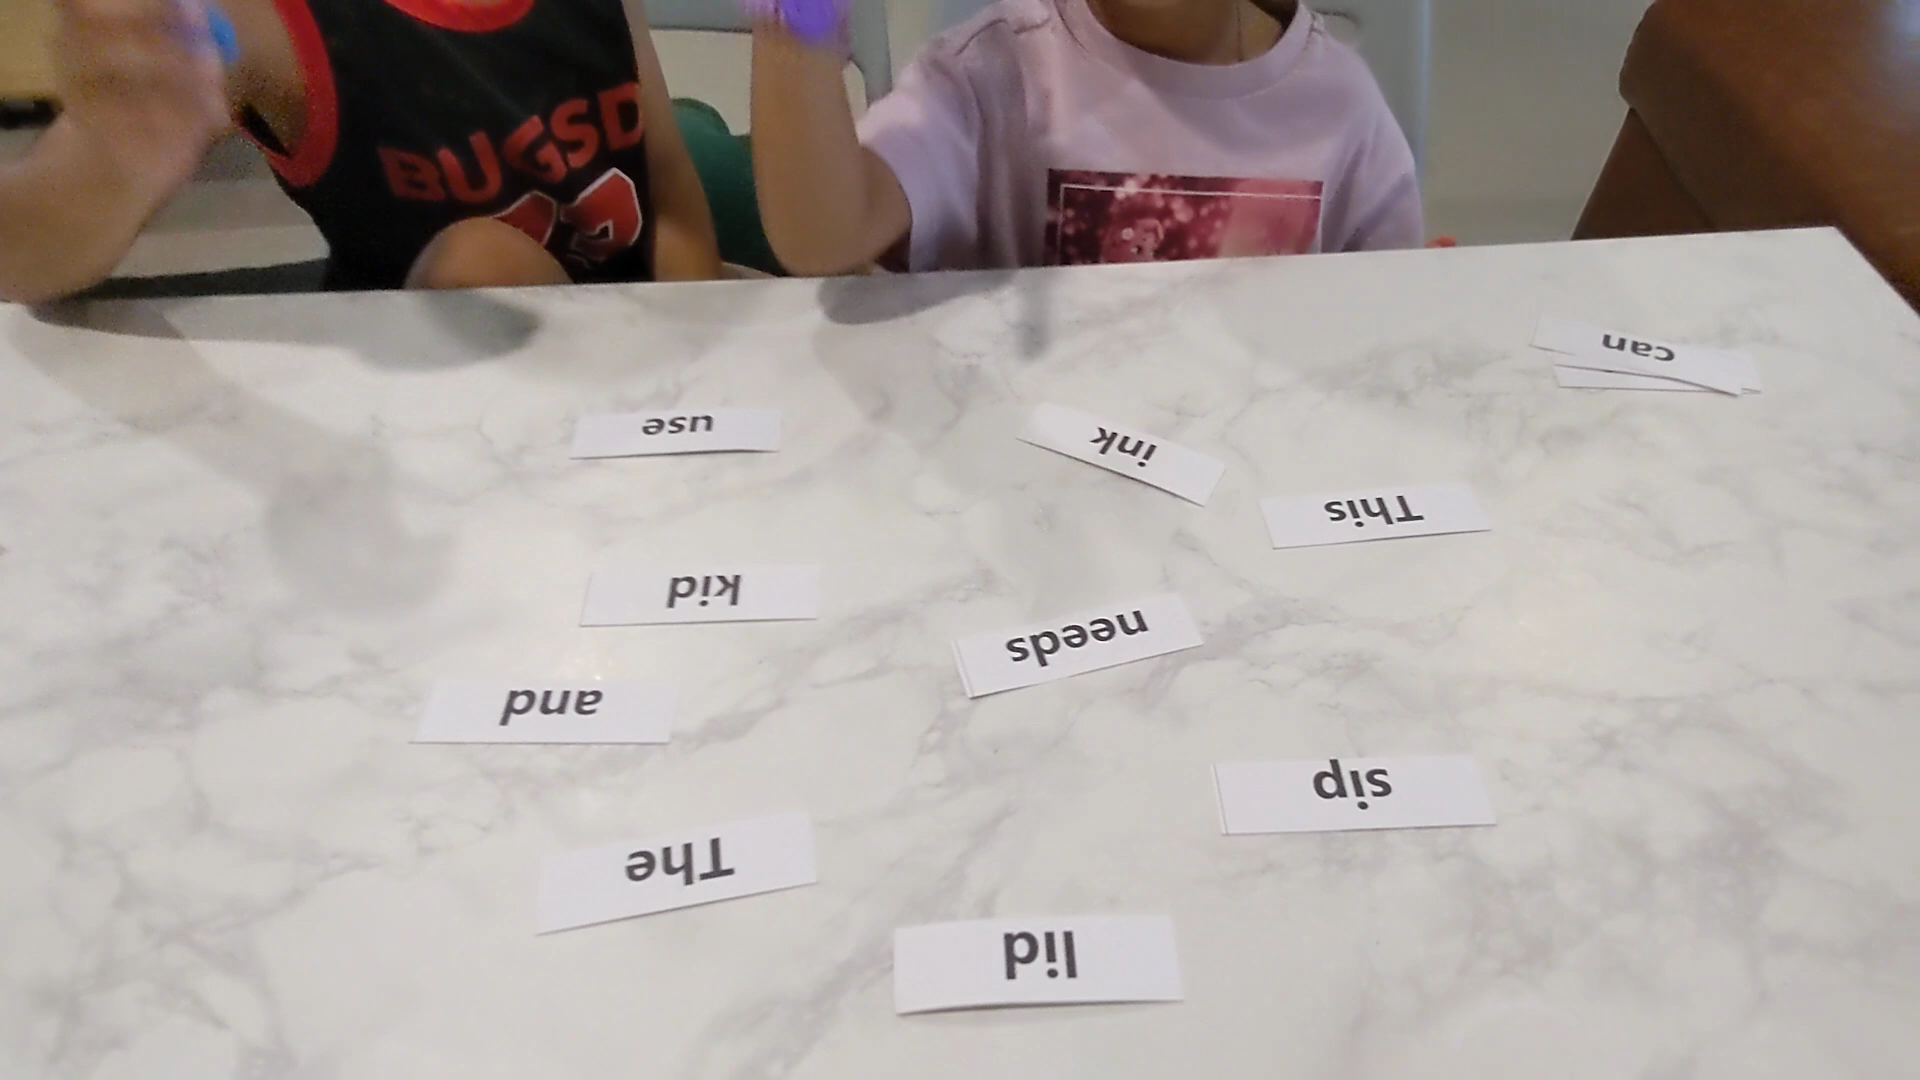 BUGSD
can
use
ink
This
kid
needs
and
sip
The
lid